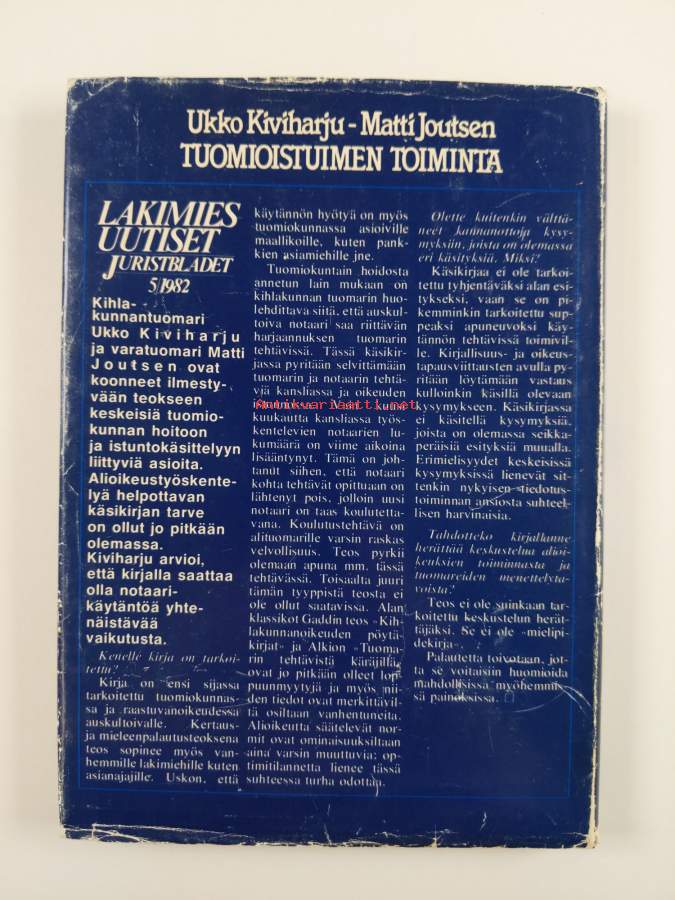 Ukko Kiviharju - Matti Joutsen
TUOMIOISTUIMEN TOIMINTA
LAKIMIES
UUTISET
JURISTBLADET
5/1982
Kihla-
kunnantuomari
Ukko Kiviharju
ja varatuomari Matti
Joutsen ovat
koonneet ilmesty-
vään teokseen
keskeisiä tuomio-
kunnan hoitoon
ja istuntokäsittelyyn
liittyviä asioita.
Alioikeustyöskente-
lyä helpottavan
käsikirjan tarve
on ollut jo pitkään
olemassa.
Kiviharju arvioi,
että kirjalla saattaa
olla notaari-
käytäntöä yhte-
näistävää
vaikutusta.
Kenelle kirja on tarkoi-
tettu?
Kirja on ensi sijassa
tarkoitettu tuomiokunnas-
sa ja raastuvanoikeudessa
auskultoivalle. Kertaus-
ja mieleenpalautusteoksena
teos sopinee myös van-
hemmille lakimiehille kuten
asianajajille. Uskon, että
käytännön hyötyä on myös
tuomiokunnassa asioiville
maallikoille, kuten pank-
kien asiamiehille jne.
Tuomiokuntain hoidosta
annetun lain mukaan on
kihlakunnan tuomarin huo-
lehdittava siitä, että auskul-
toiva notaari saa riittävän
harjaannuksen tuomarin
tehtävissä. Tässä käsikir-
jassa pyritään selvittämään
tuomarin ja notaarin tehtä-
viä kansliassa ja oikeuden
istunnossa. Vain kuusi
kuukautta kansliassa työs-
kentelevien notaarien lu-
kumäärä on viime aikoina
lisääntynyt. Tämä on joh-
tanut siihen, että notaari
kohta tehtävät opittuaan on
lähtenyt pois, jolloin uusi
notaari on taas koulutetta-
vana. Koulutustehtävä on
alituomarille varsin raskas
velvollisuus. Teos pyrkii
olemaan apuna mm. tässä
tehtävässä. Toisaalta juuri
tämän tyyppistä teosta ei
ole ollut saatavissa. Alan
klassikot Gaddin teos »Kih-
lakunnanoikeuden pöytä-
kirjat» ja Alkion »Tuoma-
rin tehtävistä käräjillä»
ovat jo pitkään olleet lop-
puunmyytyjä ja myös nii-
den tiedot ovat merkittävil-
tä osiltaan vanhentuneita.
Alioikeutta säätelevät nor-
mit ovat ominaisuuksiltaan
aina varsin muuttuvia; op-
timitilannetta lienee tässä
suhteessa turha odottaa.
Olette kuitenkin välttä-
neet kannanottoja kysy-
myksiin, joista on olemassa
eri käsityksiä. Miksi?
Käsikirjaa ei ole tarkoi-
tettu tyhjentäväksi alan esi-
tykseksi, vaan se on pi-
kemminkin tarkoitettu sup-
peaksi apuneuvoksi käy-
tännön tehtävissä toimivil-
le. Kirjallisuus- ja oikeus-
tapausviittausten avulla py-
ritään löytämään vastaus
kulloinkin käsillä olevaan
kysymykseen. Käsikirjassa
ei käsitellä kysymyksiä,
joista on olemassa seikka-
peräisiä esityksiä muualla.
Erimielisyydet keskeisissä
kysymyksissä lienevät sit-
tenkin nykyisen tiedotus-
toiminnan ansiosta suhteel-
lisen harvinaisia.
Tahdotteko kirjallanne
herättää keskustelua alioi-
keuksien toiminnasta ja
tuomareiden menettelyta-
voista?
Teos ei ole suinkaan tar-
koitettu keskustelun herät-
täjäksi. Se ei ole »mielipi-
dekirja».
Palautetta toivotaan, jot-
ta se voitaisiin huomioida
mahdollisissa myöhemmis-
sä painoksissa.
Antikvariaatti.net